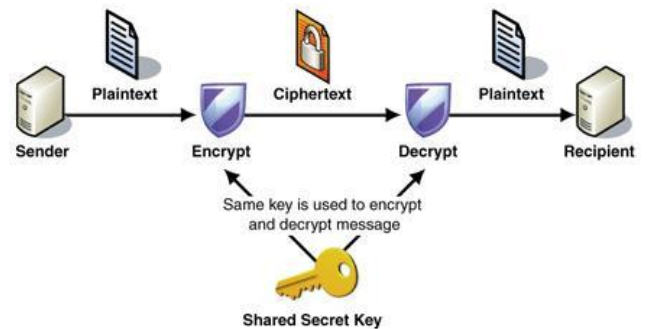 Plaintext
Ciphertext
Plaintext
Sender
Encrypt
Decrypt
Recipient
Same key is used to encrypt
and decrypt message
Shared Secret Key